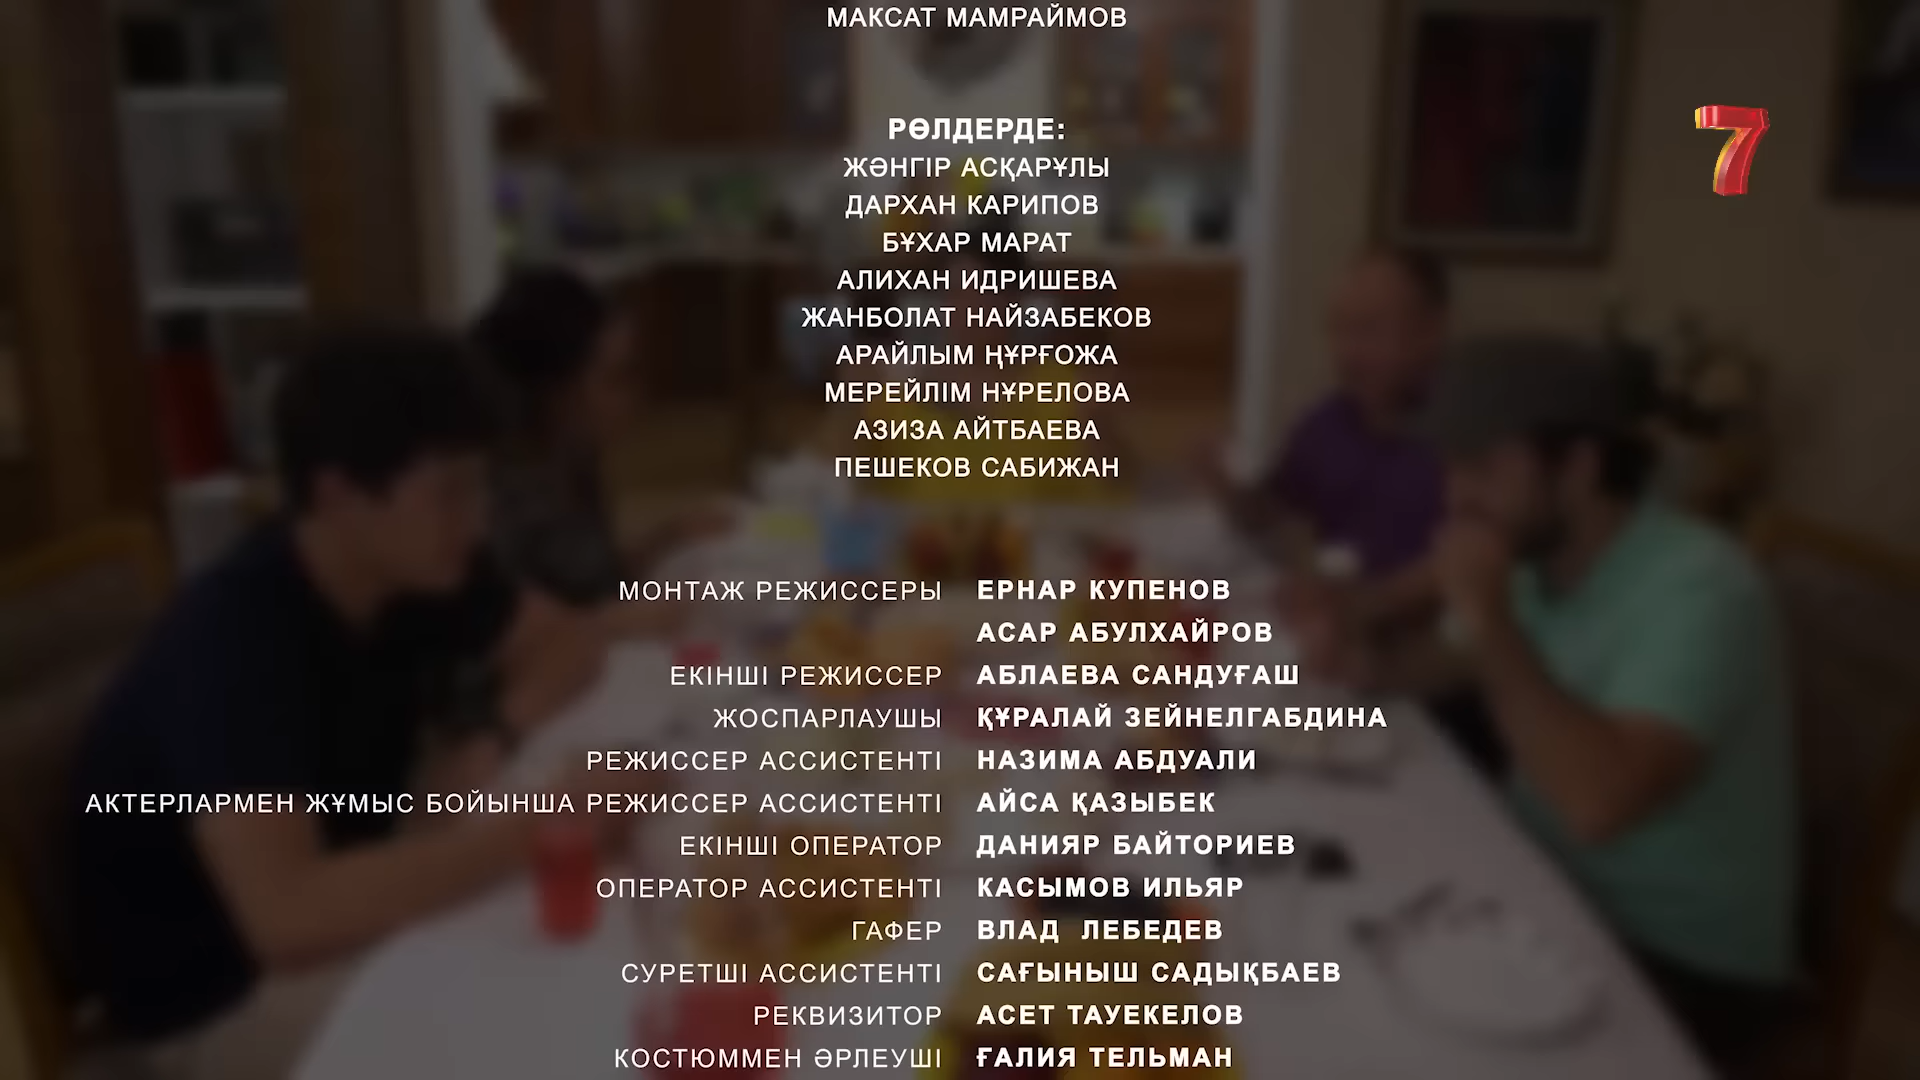 МАКСАТ МАМРАЙМОВ
РӨЛДЕРДЕ:
ЖӘНГІР АСҚАРҰЛЫ
ДАРХАН КАРИПОВ
БҰХАР МАРАТ
АЛИХАН ИДРИШЕВА
ЖАНБОЛАТ НАЙЗАБЕКОВ
АРАЙЛЫМ ҢҰРҒОЖА
МЕРЕЙЛІМ НҰРЕЛОВА
АЗИЗА АЙТБАЕВА
ПЕШЕКОВ САБИЖАН
7
МОНТАЖ РЕЖИССЕРЫ ЕРНАР КУПЕНОВ
АСАР АБУЛХАЙРОВ
ЕКІНШІ РЕЖИССЕР АБЛАЕВА САНДУҒАШ
ЖОСПАРЛАУШЫ ҚҰРАЛАЙ ЗЕЙНЕЛГАБДИНА
РЕЖИССЕР АССИСТЕНТІ НАЗИМА АБДУАЛИ
АКТЕРЛАРМЕН ЖҰМЫС БОЙЫНША РЕЖИССЕР АССИСТЕНТІ АЙСА ҚАЗЫБЕК
ЕКІНШІ ОПЕРАТОР ДАНИЯР БАЙТОРИЕВ
ОПЕРАТОР АССИСТЕНТІ КАСЫМОВ ИЛЬЯР
ГАФЕР ВЛАД ЛЕБЕДЕВ
СУРЕТШІ АССИСТЕНТІ САҒЫНЫШ САДЫҚБАЕВ
РЕКВИЗИТОР АСЕТ ТАУЕКЕЛОВ
КОСТЮММЕН ӘРЛЕУШІ ҒАЛИЯ ТЕЛЬМАН